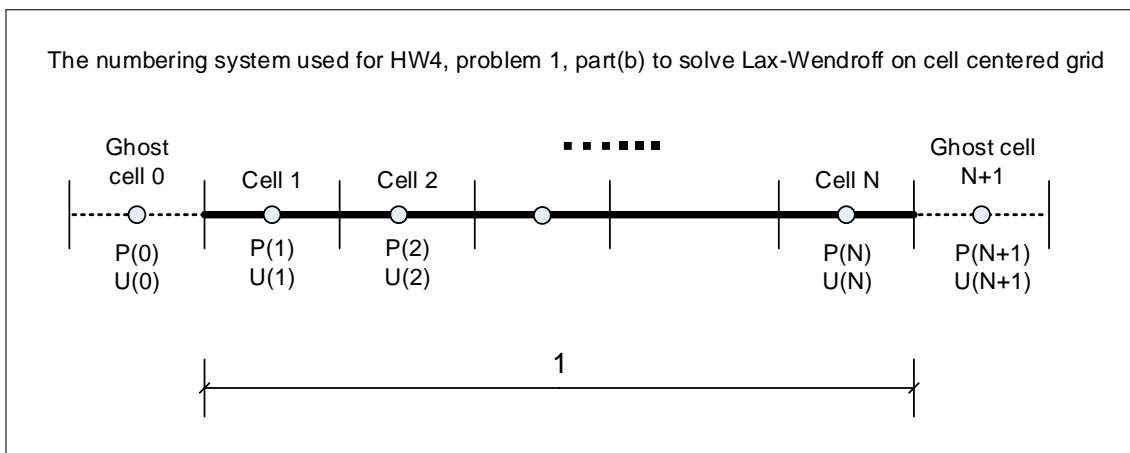 The numbering system used for HW4, problem 1, part(b) to solve Lax-Wendroff on cell centered grid
Ghost
cell 0
Cell 1
Cell 2
Cell N
Ghost cell
N+1
P(0)
U(0)
P(1)
U(1)
P(2)
U(2)
P(N)
U(N)
P(N+1)
U(N+1)
1